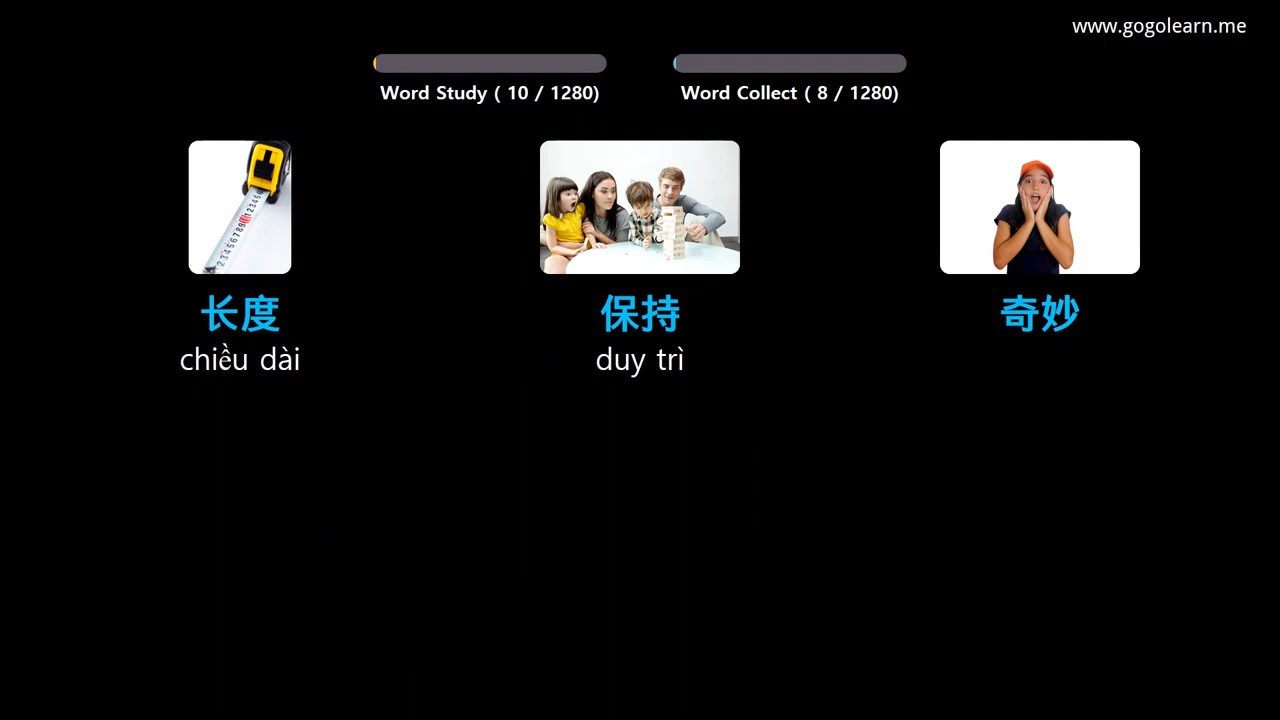 www.gogolearn.me
Word Study ( 10 / 1280)
Word Collect ( 8 / 1280)
长度
保持
奇妙
chiều dài
duy trì